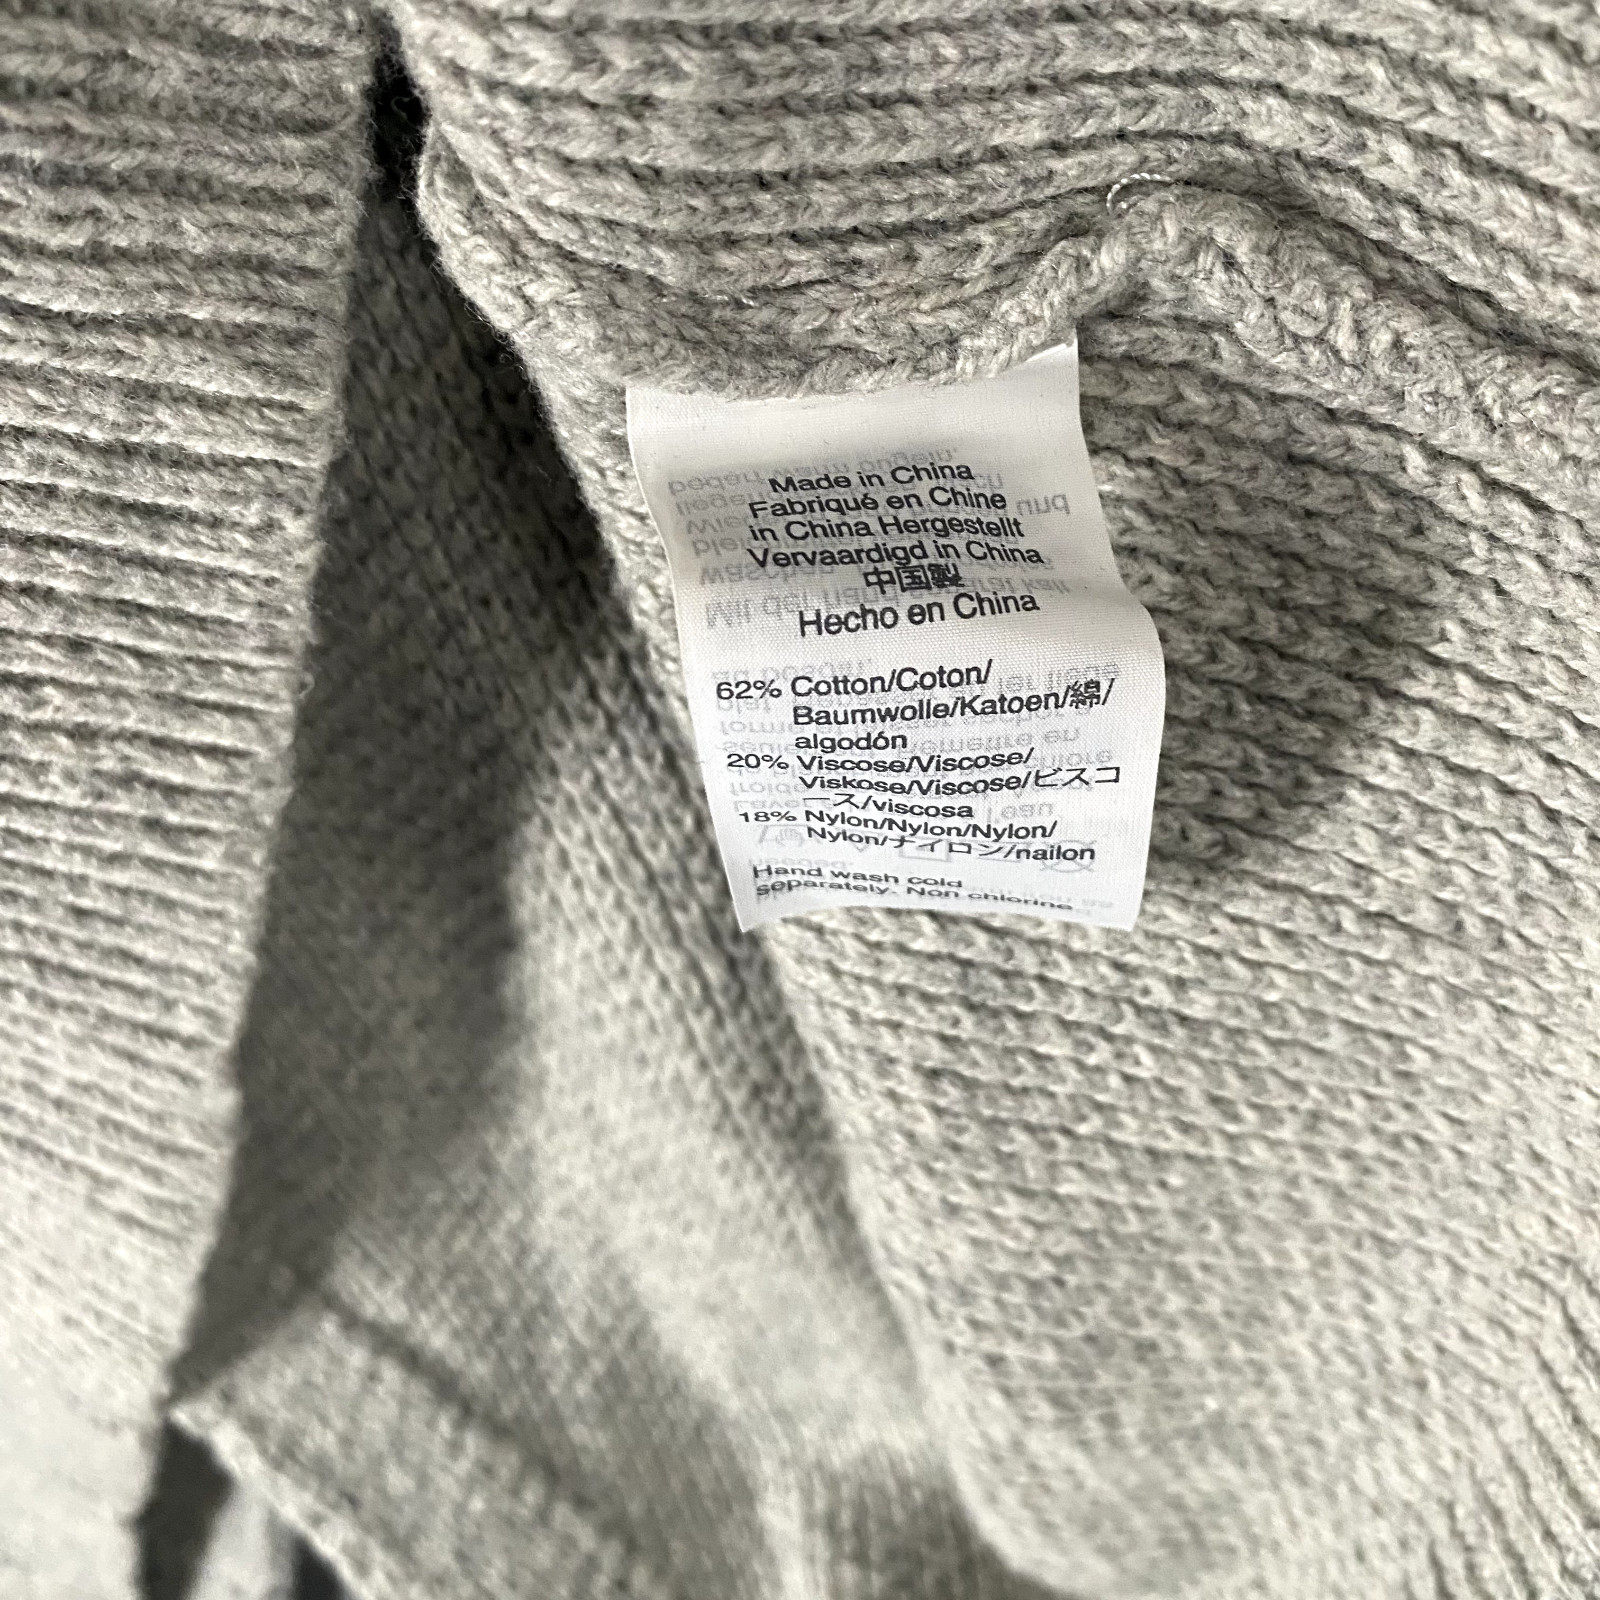 Made in China
Fabriqué en Chine
in China Hergestellt
Vervaardigd in China
中国製
Hecho en China
62% Cotton/Coton/
Baumwolle/Katoen/綿/
algodón
20% Viscose/Viscose/
Viskose/Viscose/ビスコ
ース/viscosa
18% Nylon/Nylon/Nylon/
Nylon/ナイロン/nailon
Hand wash cold
separately. Non chlorine